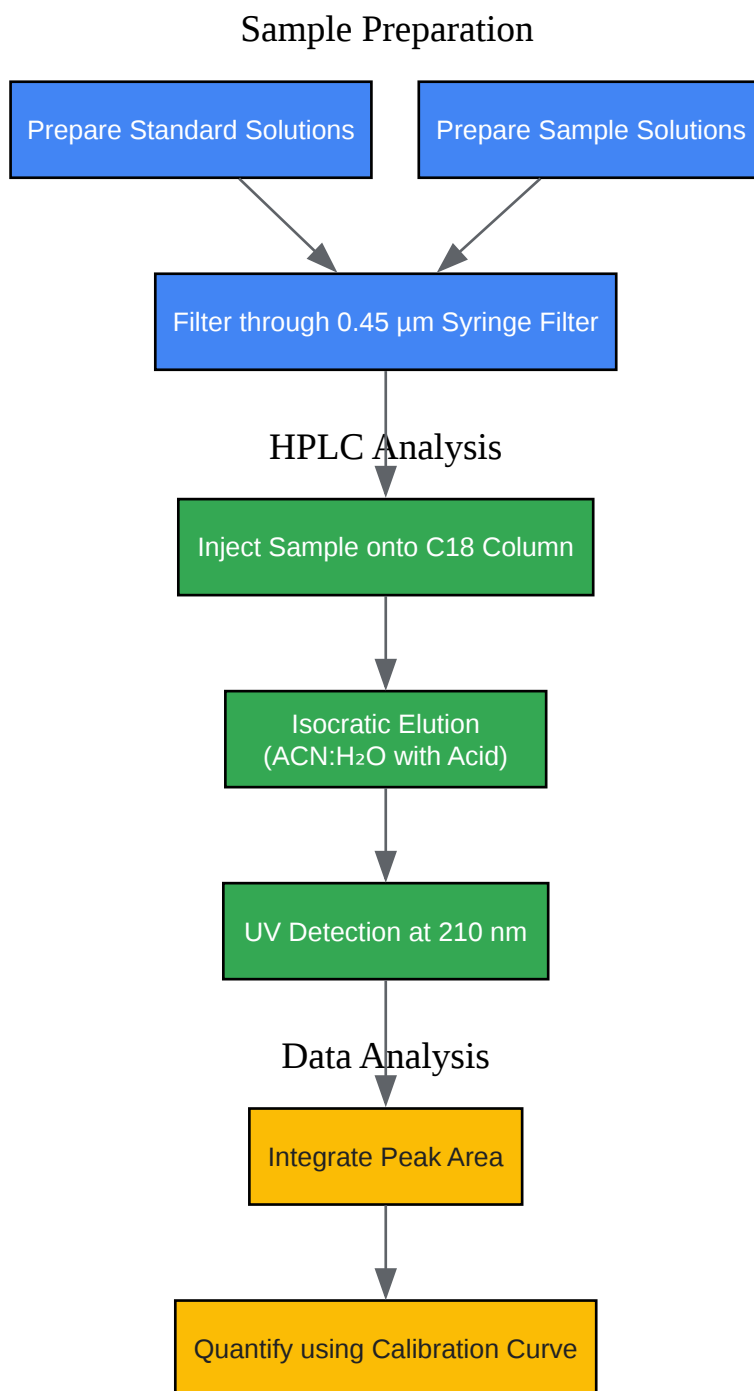 Sample Preparation
Prepare Standard Solutions
Prepare Sample Solutions
Filter through 0.45 µm Syringe Filter
HPLC Analysis
Inject Sample onto C18 Column
Isocratic Elution
(ACN:H₂O with Acid)
UV Detection at 210 nm
Data Analysis
Integrate Peak Area
Quantify using Calibration Curve